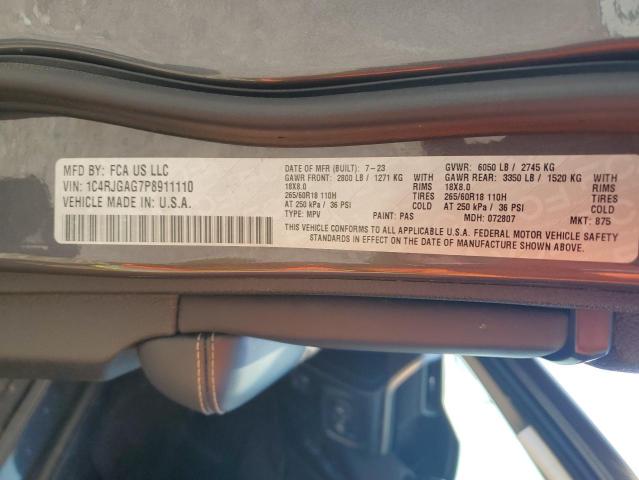 MFD BY: FCA US LLC
VIN: 1C4RJGAG7P8911110
VEHICLE MADE IN U.S.A.
DATE OF MFR (BUILT): 7-23 GVWR: 6050 LB / 2745 KG
GAWR FRONT: 2800 LB / 1271 KG GAWR REAR: 3350 LB / 1520 KG
18X8.0 RIMS 18X8.0 RIMS
265/60R18 110H TIRES 265/60R18 110H TIRES
AT 250 kPa / 36 PSI COLD AT 250 kPa / 36 PSI COLD
TYPE: MPV PAINT: PAS MDH: 072807 MKT: 875
THIS VEHICLE CONFORMS TO ALL APPLICABLE U.S.A. FEDERAL MOTOR VEHICLE SAFETY
STANDARDS IN EFFECT ON THE DATE OF MANUFACTURE SHOWN ABOVE.